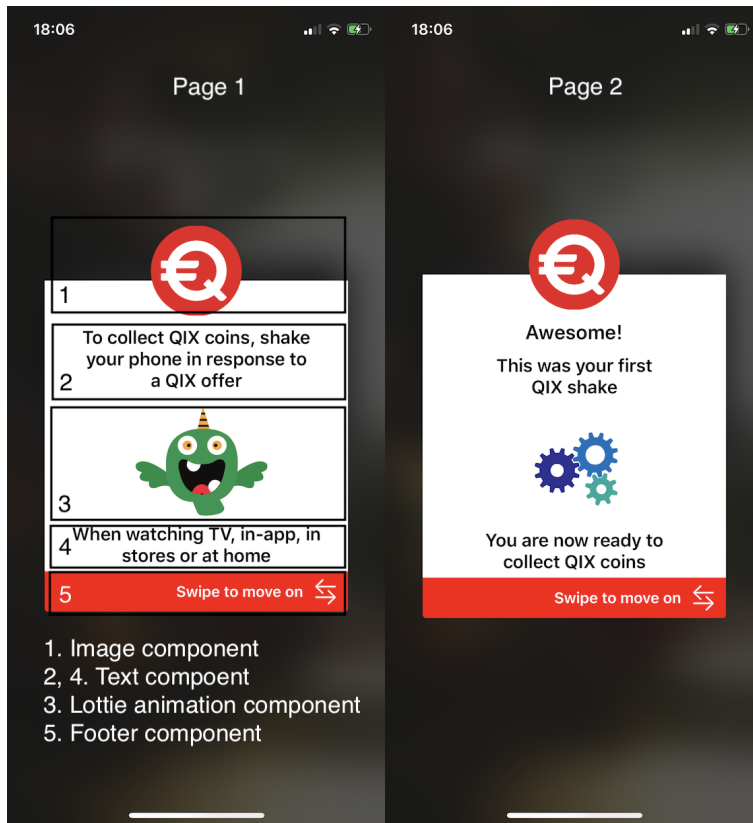 18:06
Page 1
1
To collect QIX coins, shake
your phone in response to
a QIX offer
2
3
When watching TV, in-app, in
4
stores or at home
5
Swipe to move on
1. Image component
2, 4. Text compoent
3. Lottie animation component
5. Footer component
18:06
Page 2
Awesome!
This was your first
QIX shake
You are now ready to
collect QIX coins
Swipe to move on